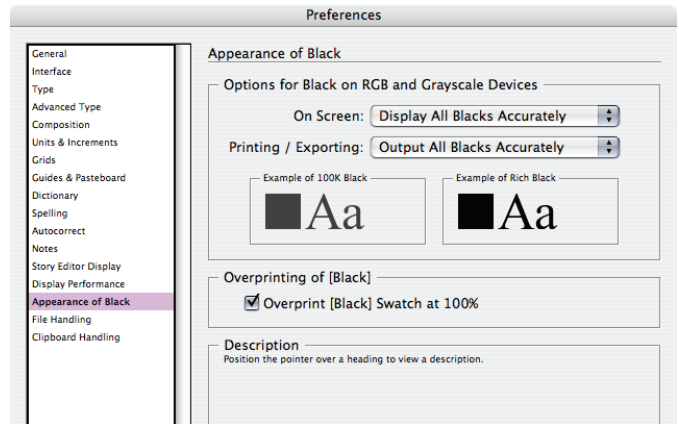 Preferences
General
Interface
Type
Advanced Type
Composition
Units & Increments
Grids
Guides & Pasteboard
Dictionary
Spelling
Autocorrect
Notes
Story Editor Display
Display Performance
Appearance of Black
File Handling
Clipboard Handling
Appearance of Black
Options for Black on RGB and Grayscale Devices
On Screen: Display All Blacks Accurately
Printing / Exporting: Output All Blacks Accurately
Example of 100K Black
Aa
Example of Rich Black
Aa
Overprinting of [Black]
Overprint [Black] Swatch at 100%
Description
Position the pointer over a heading to view a description.